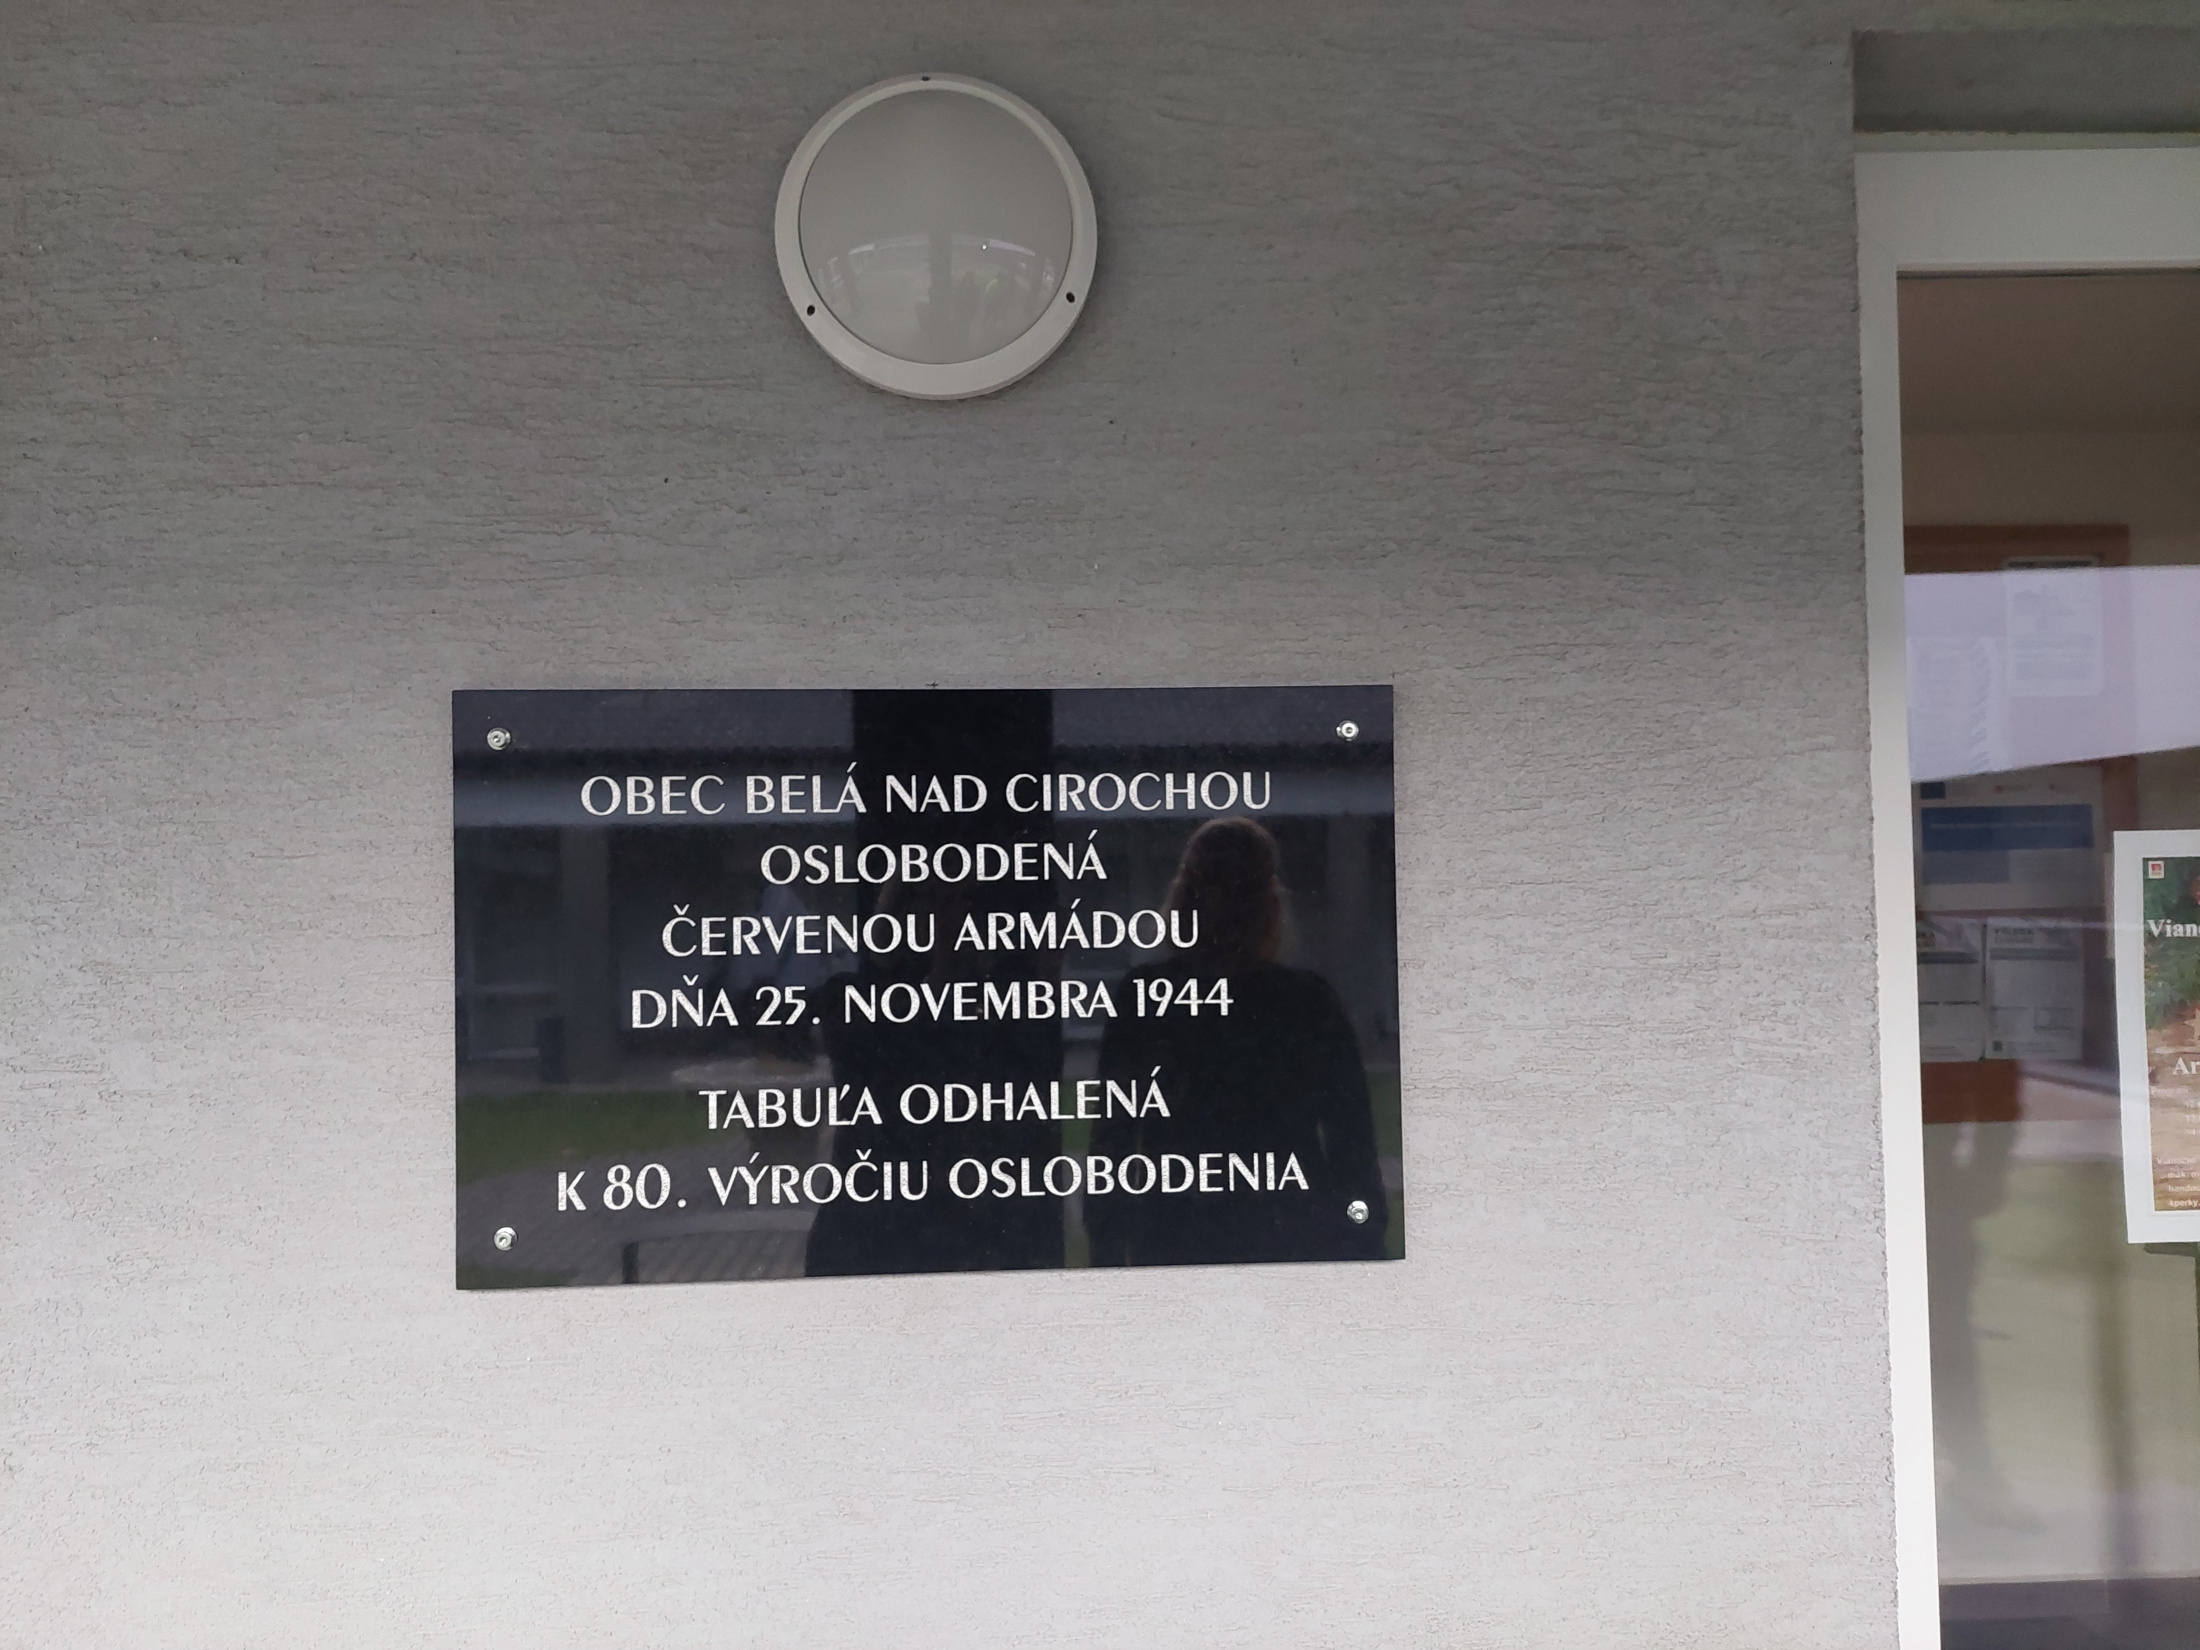 OBEC BELÁ NAD CIROCHOU
OSLOBODENÁ
ČERVENOU ARMÁDOU
DŇA 25. NOVEMBRA 1944
TABUĽA ODHALENÁ
K 80. VÝROČIU OSLOBODENIA